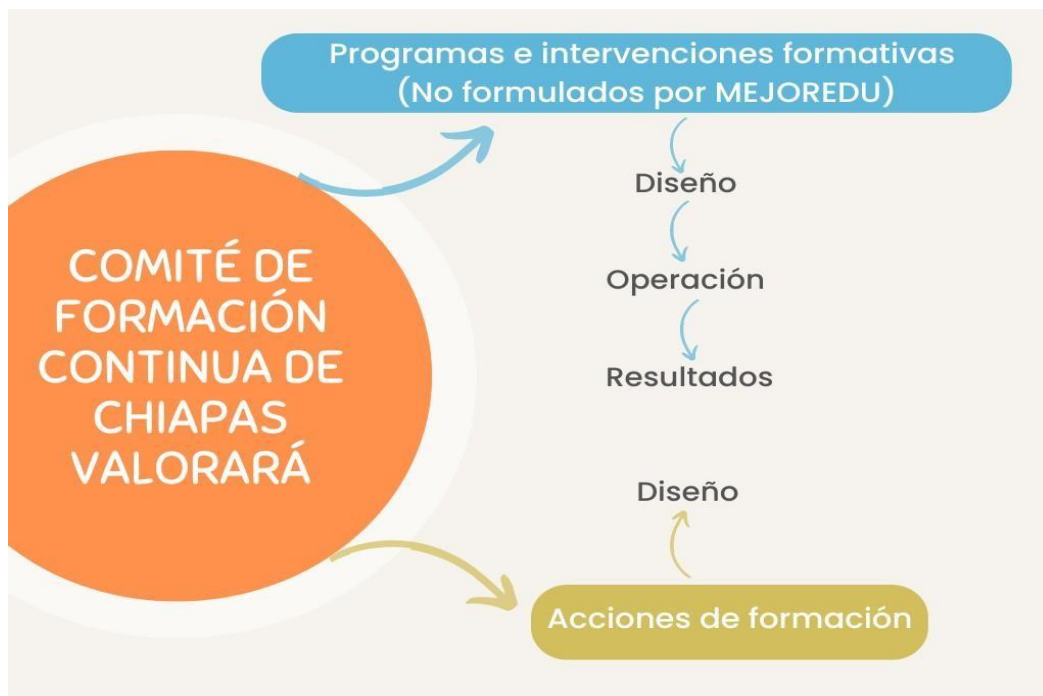 Programas e intervenciones formativas
(No formulados por MEJOREDU)
Diseño
Operación
Resultados
COMITÉ DE
FORMACIÓN
CONTINUA DE
CHIAPAS
VALORARÁ
Diseño
Acciones de formación